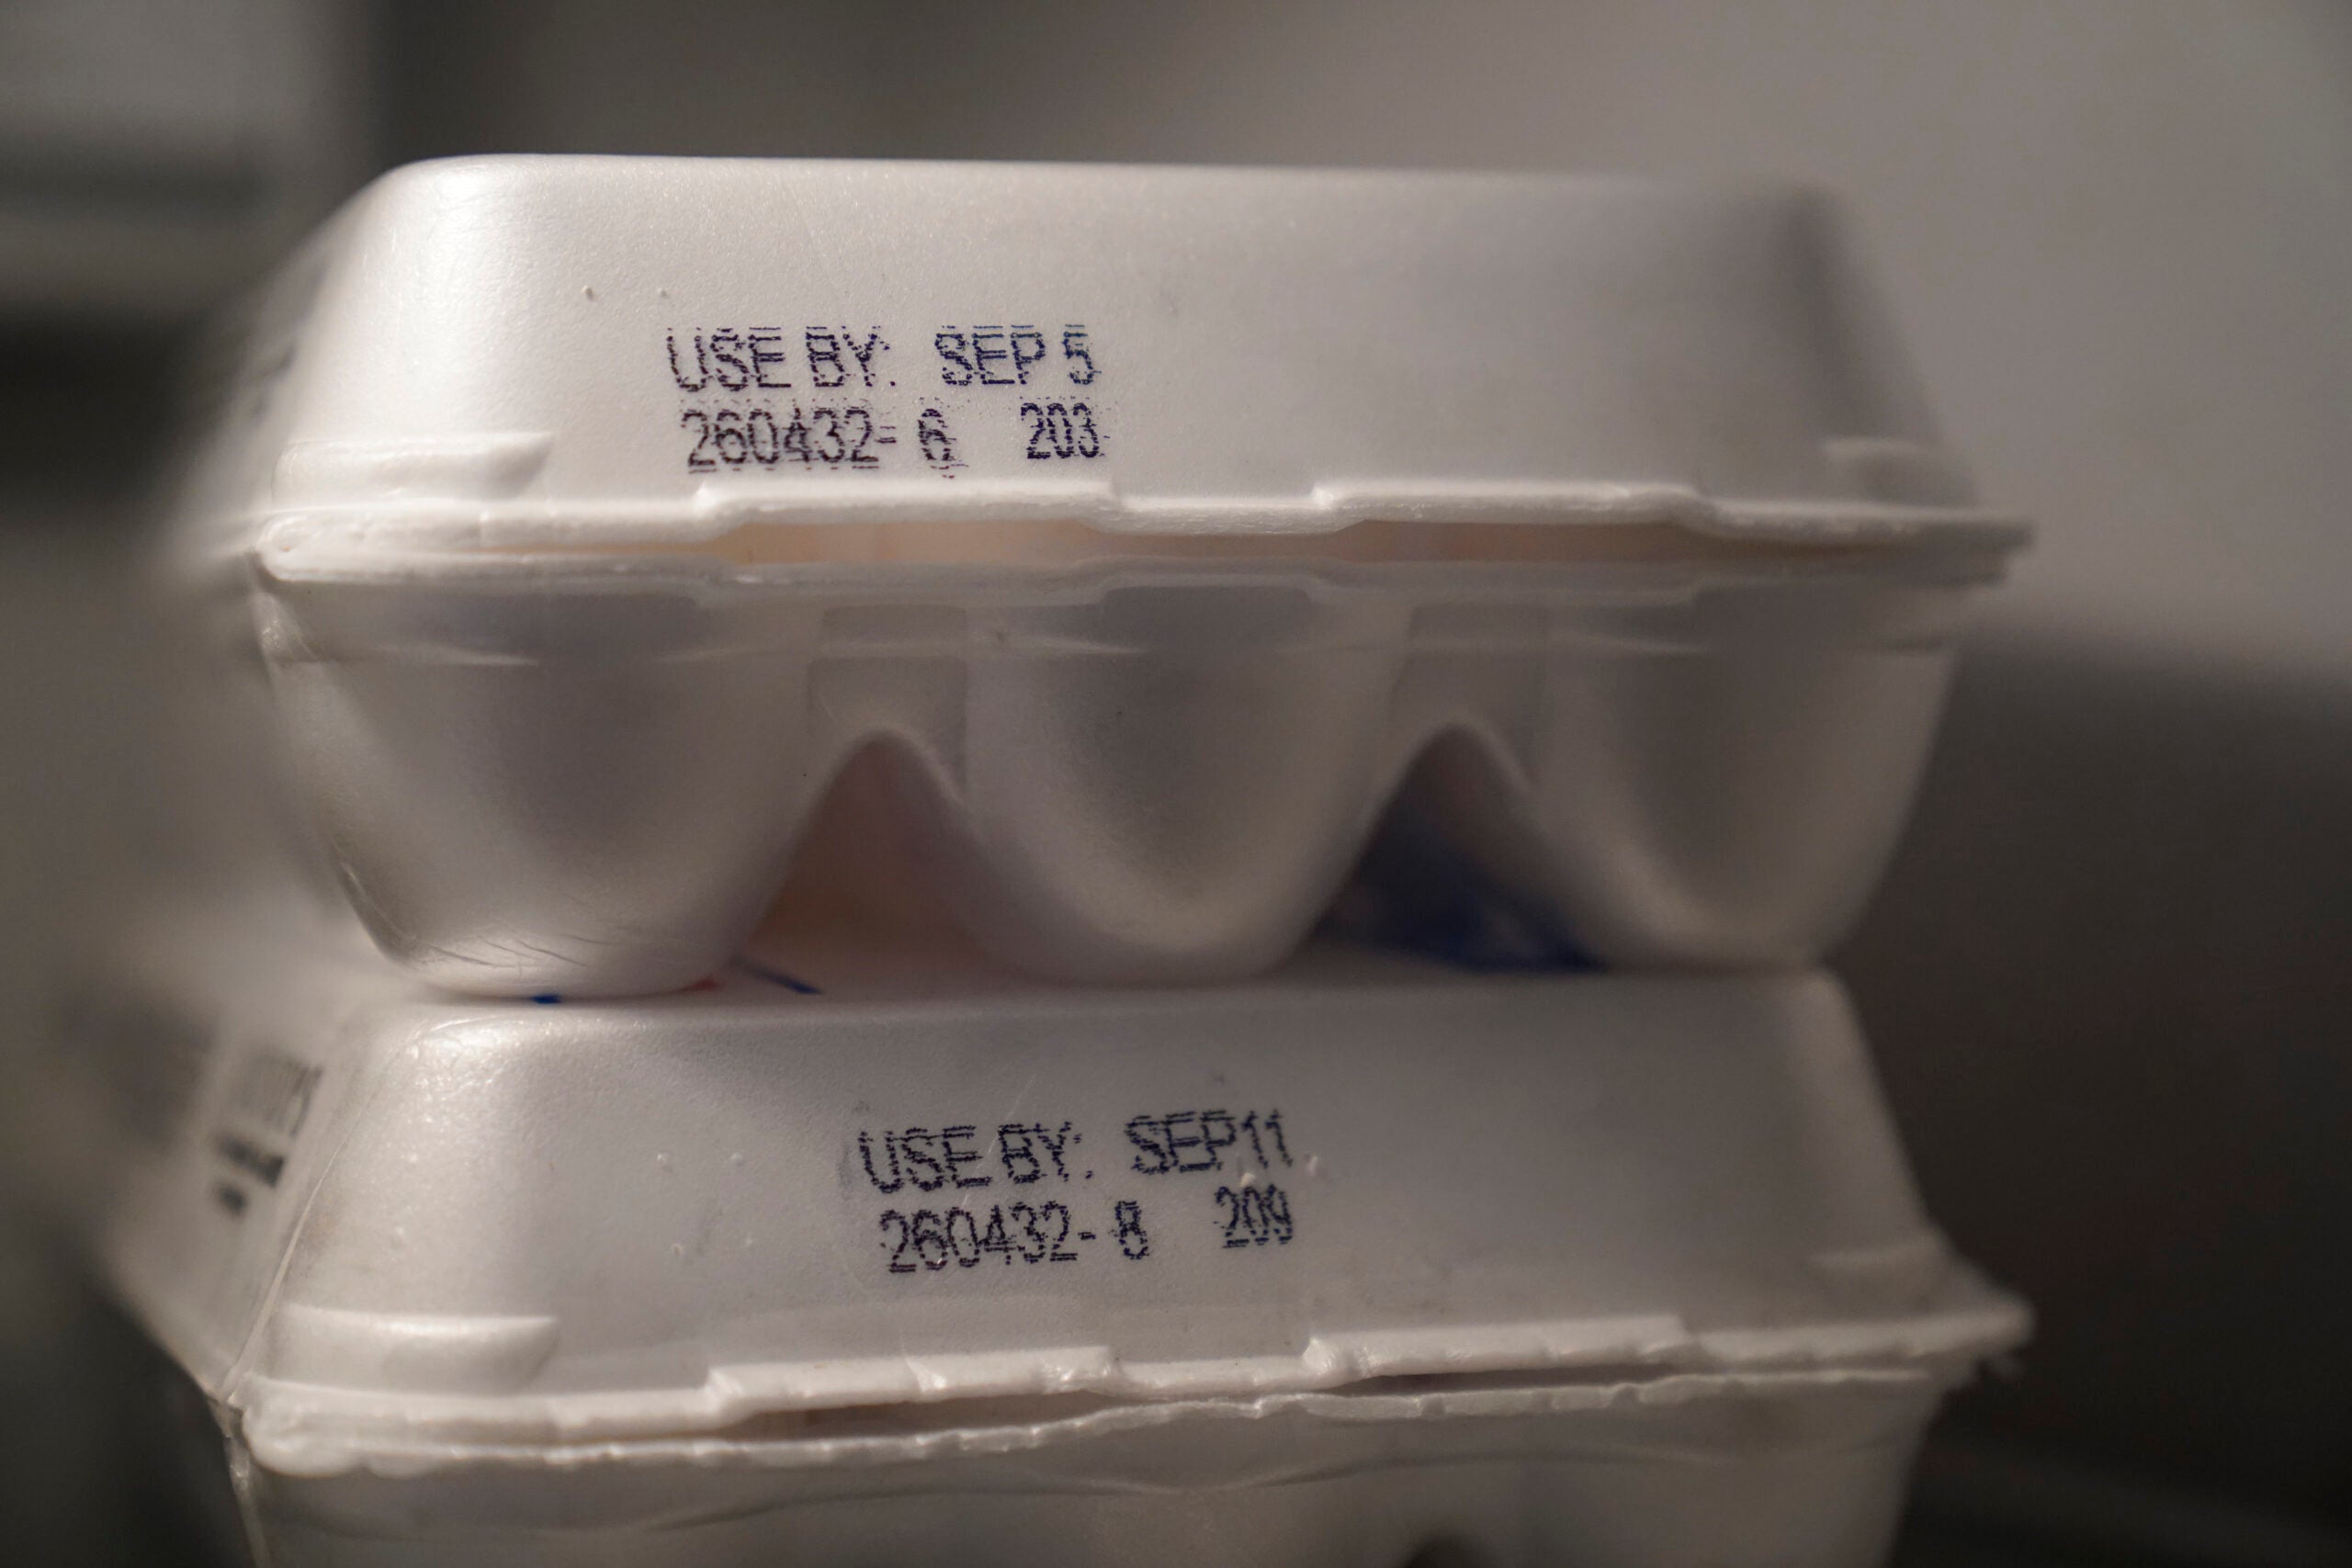 USE BY: SEP 5
260432- 6 203
USE BY: SEP11
260432- 8 209